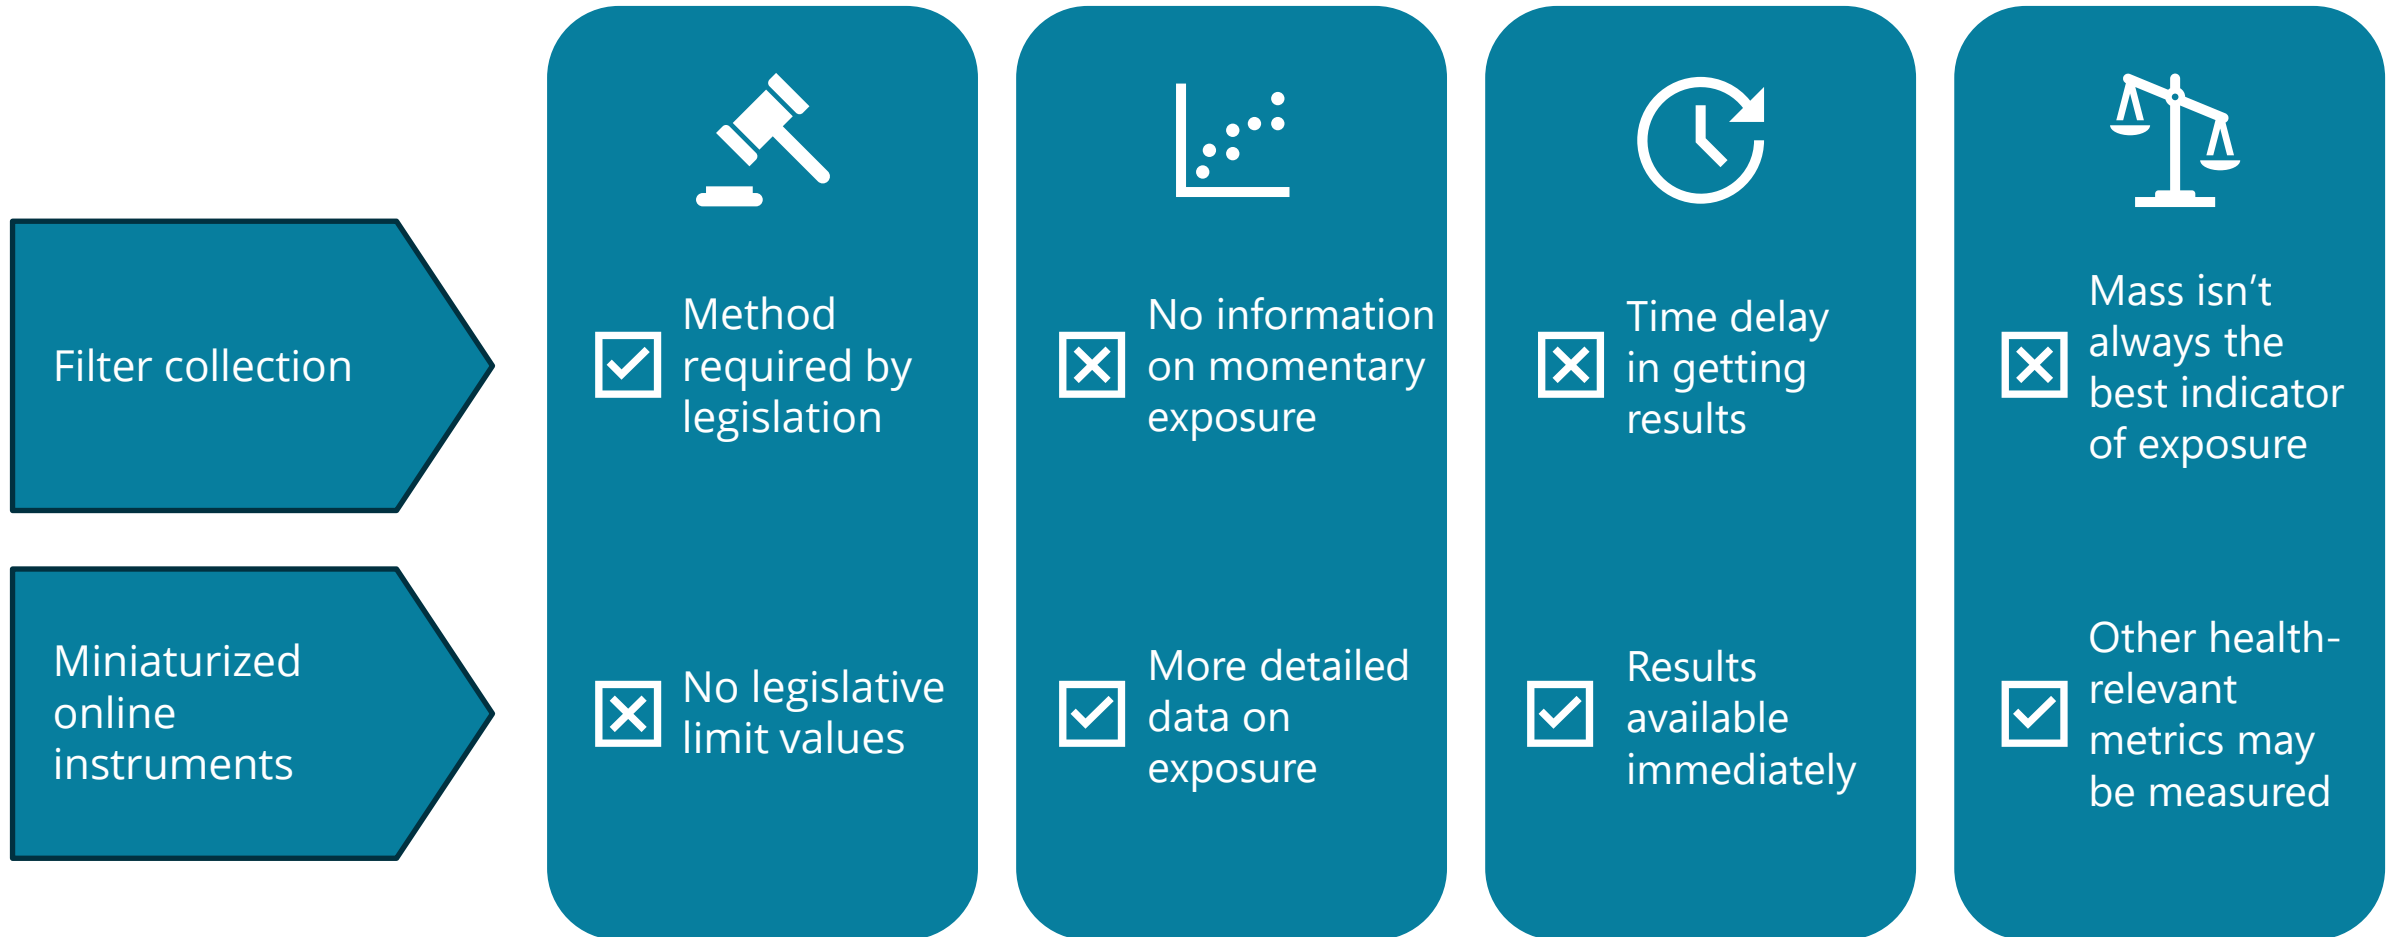 Filter collection
Method
required by
legislation
No information
on momentary
exposure
Time delay
in getting
results
Mass isn’t
always the
best indicator
of exposure
Miniaturized
online
instruments
No legislative
limit values
More detailed
data on
exposure
Results
available
immediately
Other health-
relevant
metrics may
be measured